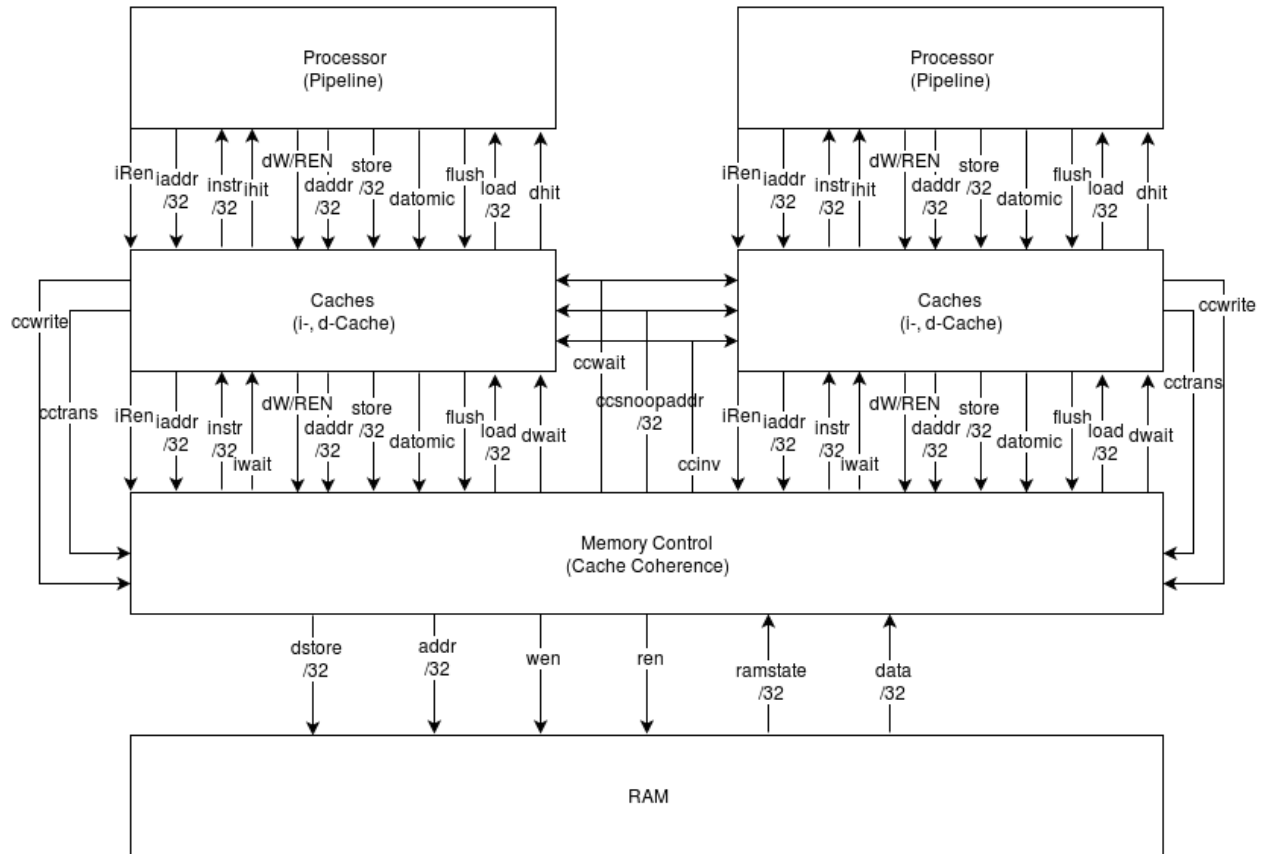 Processor
(Pipeline)
Processor
(Pipeline)
iRen
iaddr
/32
instr
/32
ihit
dW/REN
daddr
/32
store
/32
datomic
flush
load
/32
dhit
iRen
iaddr
/32
instr
/32
ihit
dW/REN
daddr
/32
store
/32
datomic
flush
load
/32
dhit
Caches
(i-, d-Cache)
Caches
(i-, d-Cache)
ccwrite
cctrans
ccwait
ccsnoopaddr
/32
ccinv
ccwrite
cctrans
iRen
iaddr
/32
instr
/32
iwait
dW/REN
daddr
/32
store
/32
datomic
flush
load
/32
dwait
iRen
iaddr
/32
instr
/32
iwait
dW/REN
daddr
/32
store
/32
datomic
flush
load
/32
dwait
Memory Control
(Cache Coherence)
dstore
/32
addr
/32
wen
ren
ramstate
/32
data
/32
RAM